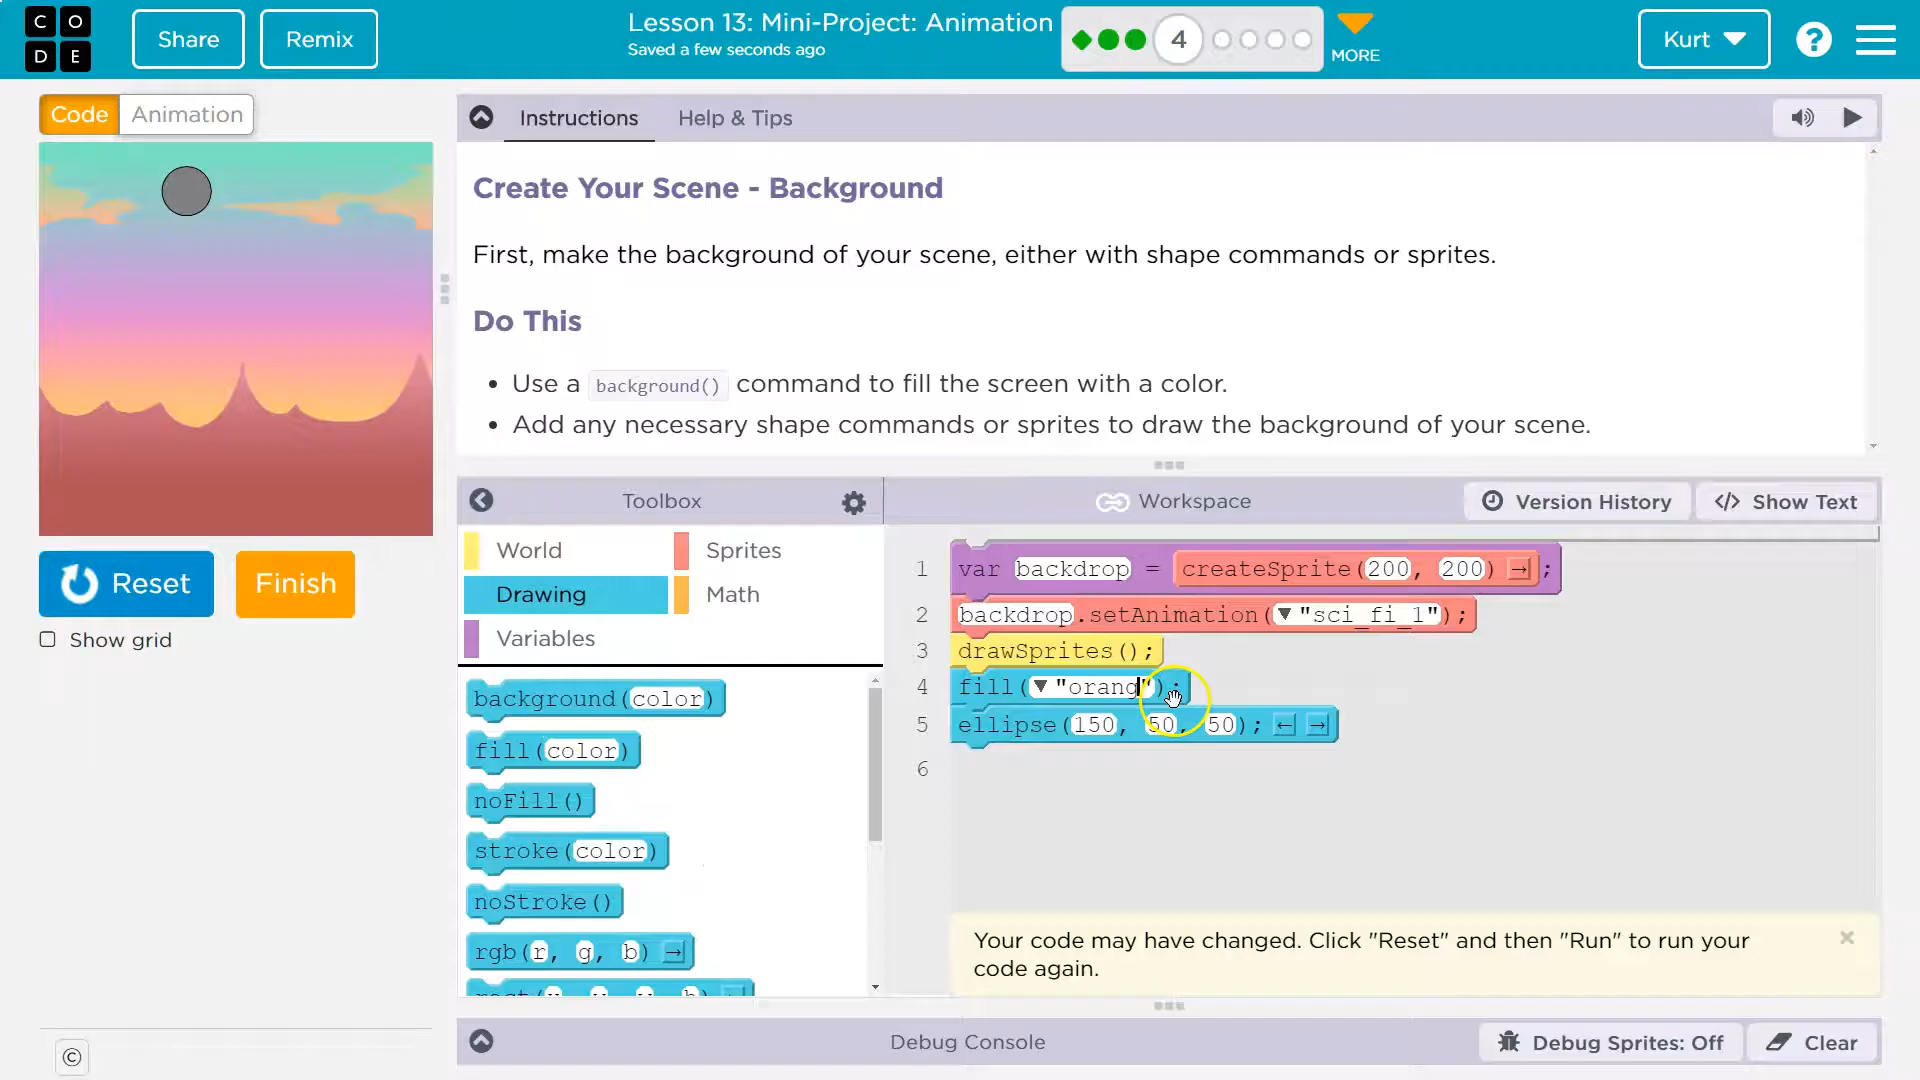 C O
D E
Share
Remix
Lesson 13: Mini-Project: Animation
Saved a few seconds ago
4
MORE
Kurt
?
Code
Animation
Instructions
Help & Tips
Create Your Scene - Background
First, make the background of your scene, either with shape commands or sprites.
Do This
• Use a background() command to fill the screen with a color.
• Add any necessary shape commands or sprites to draw the background of your scene.
Reset
Finish
Show grid
Toolbox
Workspace
Version History
</> Show Text
World
Sprites
Drawing
Math
Variables
background(color)
fill(color)
noFill()
stroke(color)
noStroke()
rgb(r, g, b) →
1 var backdrop = createSprite(200, 200) → ;
2 backdrop.setAnimation(▼ "sci_fi_1");
3 drawSprites();
4 fill(▼ "orang");
5 ellipse(150, 50, 50); ← →
6
Your code may have changed. Click "Reset" and then "Run" to run your
code again.
×
©
Debug Console
Debug Sprites: Off
Clear